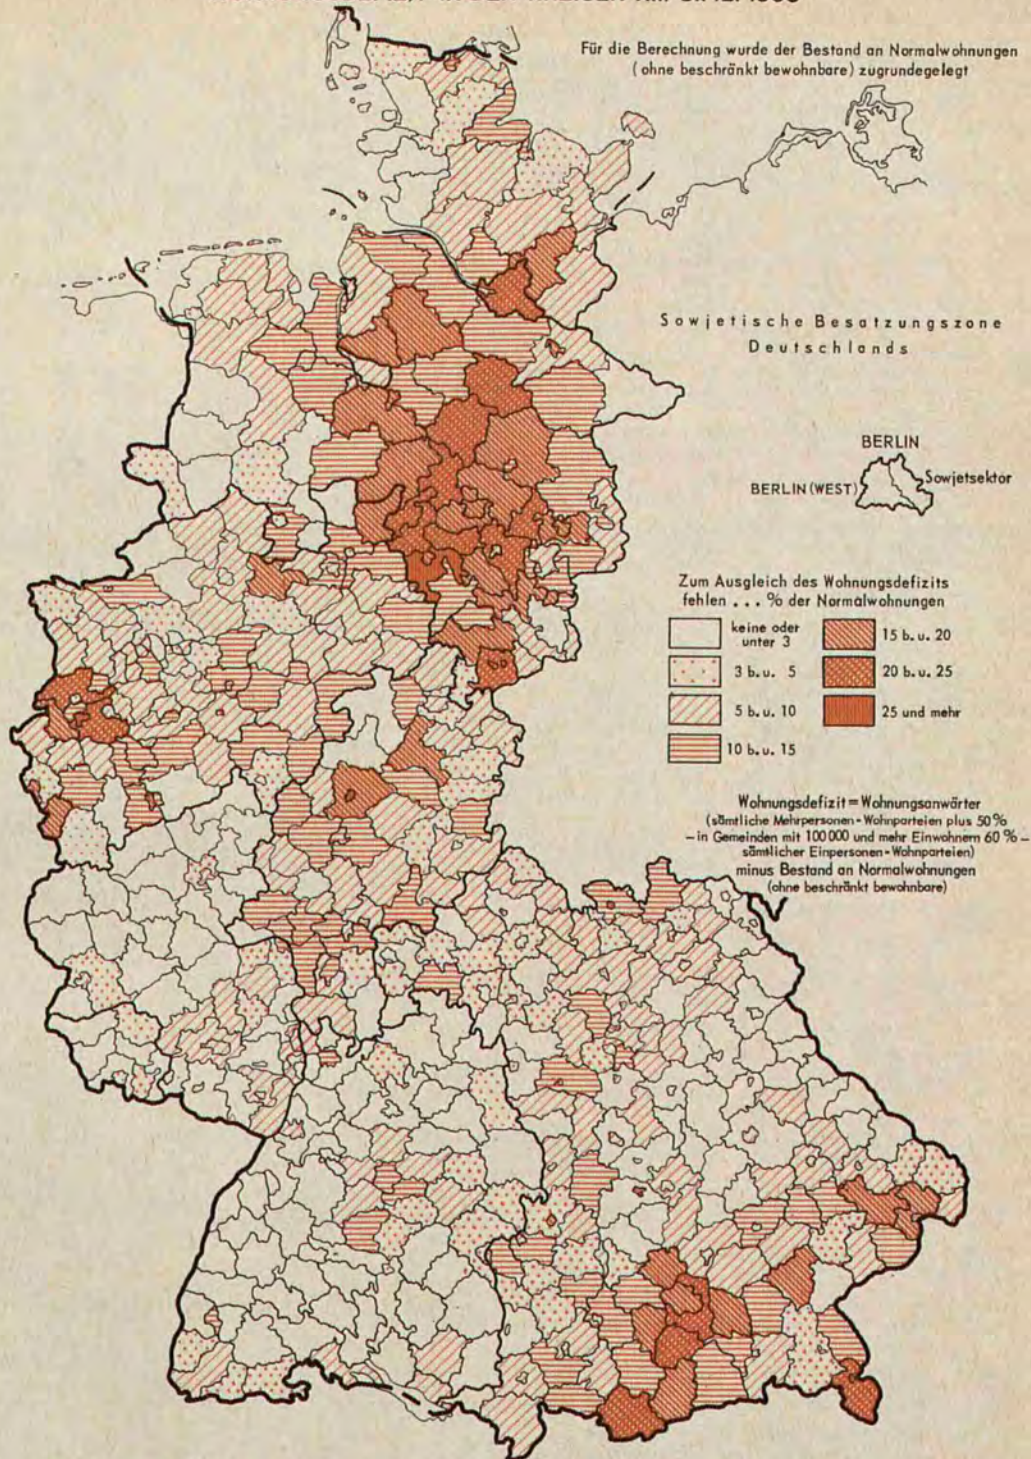 Für die Berechnung wurde der Bestand an Normalwohnungen
(ohne beschränkt bewohnbare) zugrundegelegt
Sowjetische Besatzungszone
Deutschlands
BERLIN
BERLIN (WEST)
Sowjetsektor
Zum Ausgleich des Wohnungsdefizits
fehlen . . . % der Normalwohnungen
keine oder
unter 3
3 b. u. 5
5 b. u. 10
10 b. u. 15
15 b. u. 20
20 b. u. 25
25 und mehr
Wohnungsdefizit = Wohnungsanwärter
(sämtliche Mehrpersonen - Wohnparteien plus 50%
– in Gemeinden mit 100 000 und mehr Einwohnern 60 % –
sämtlicher Einpersonen - Wohnparteien)
minus Bestand an Normalwohnungen
(ohne beschränkt bewohnbare)